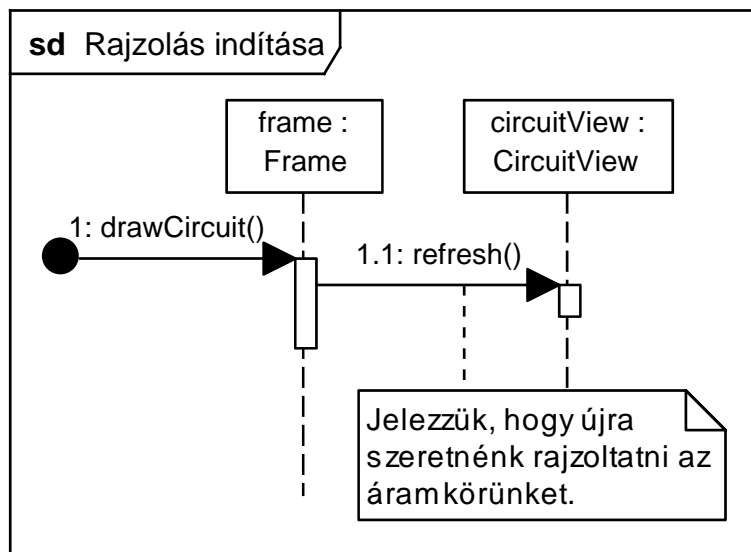 sd Rajzolás indítása
frame :
Frame
circuitView :
CircuitView
1: drawCircuit()
1.1: refresh()
Jelezzük, hogy újra
szeretnénk rajzoltatni az
áramkörünket.